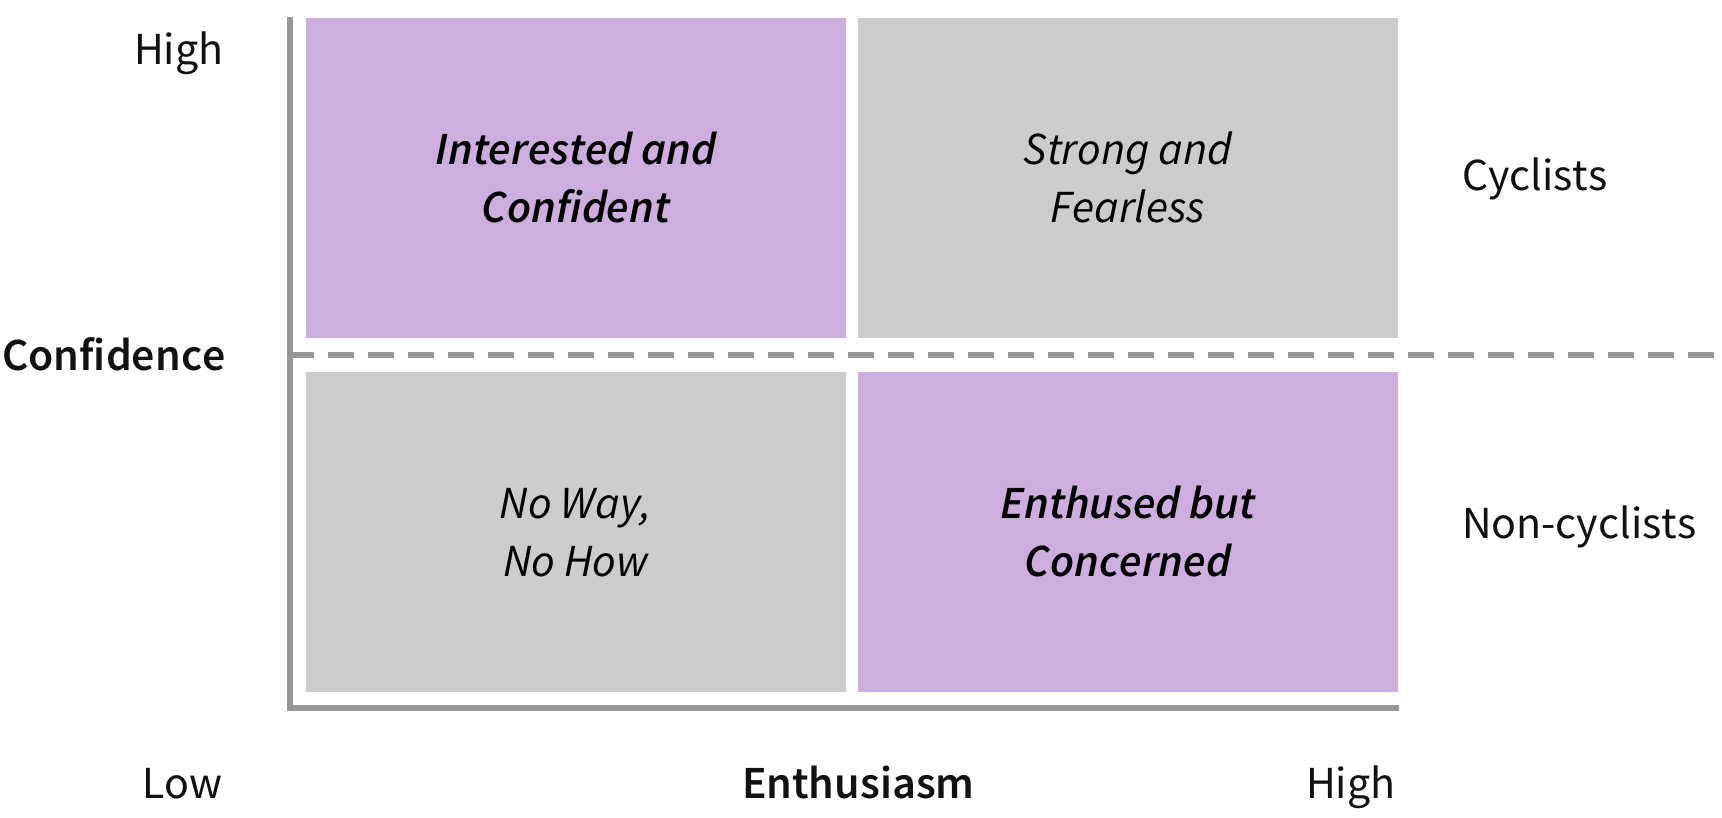 High
Interested and
Confident
Strong and
Fearless
Cyclists
Confidence
No Way,
No How
Enthused but
Concerned
Non-cyclists
Low
Enthusiasm
High